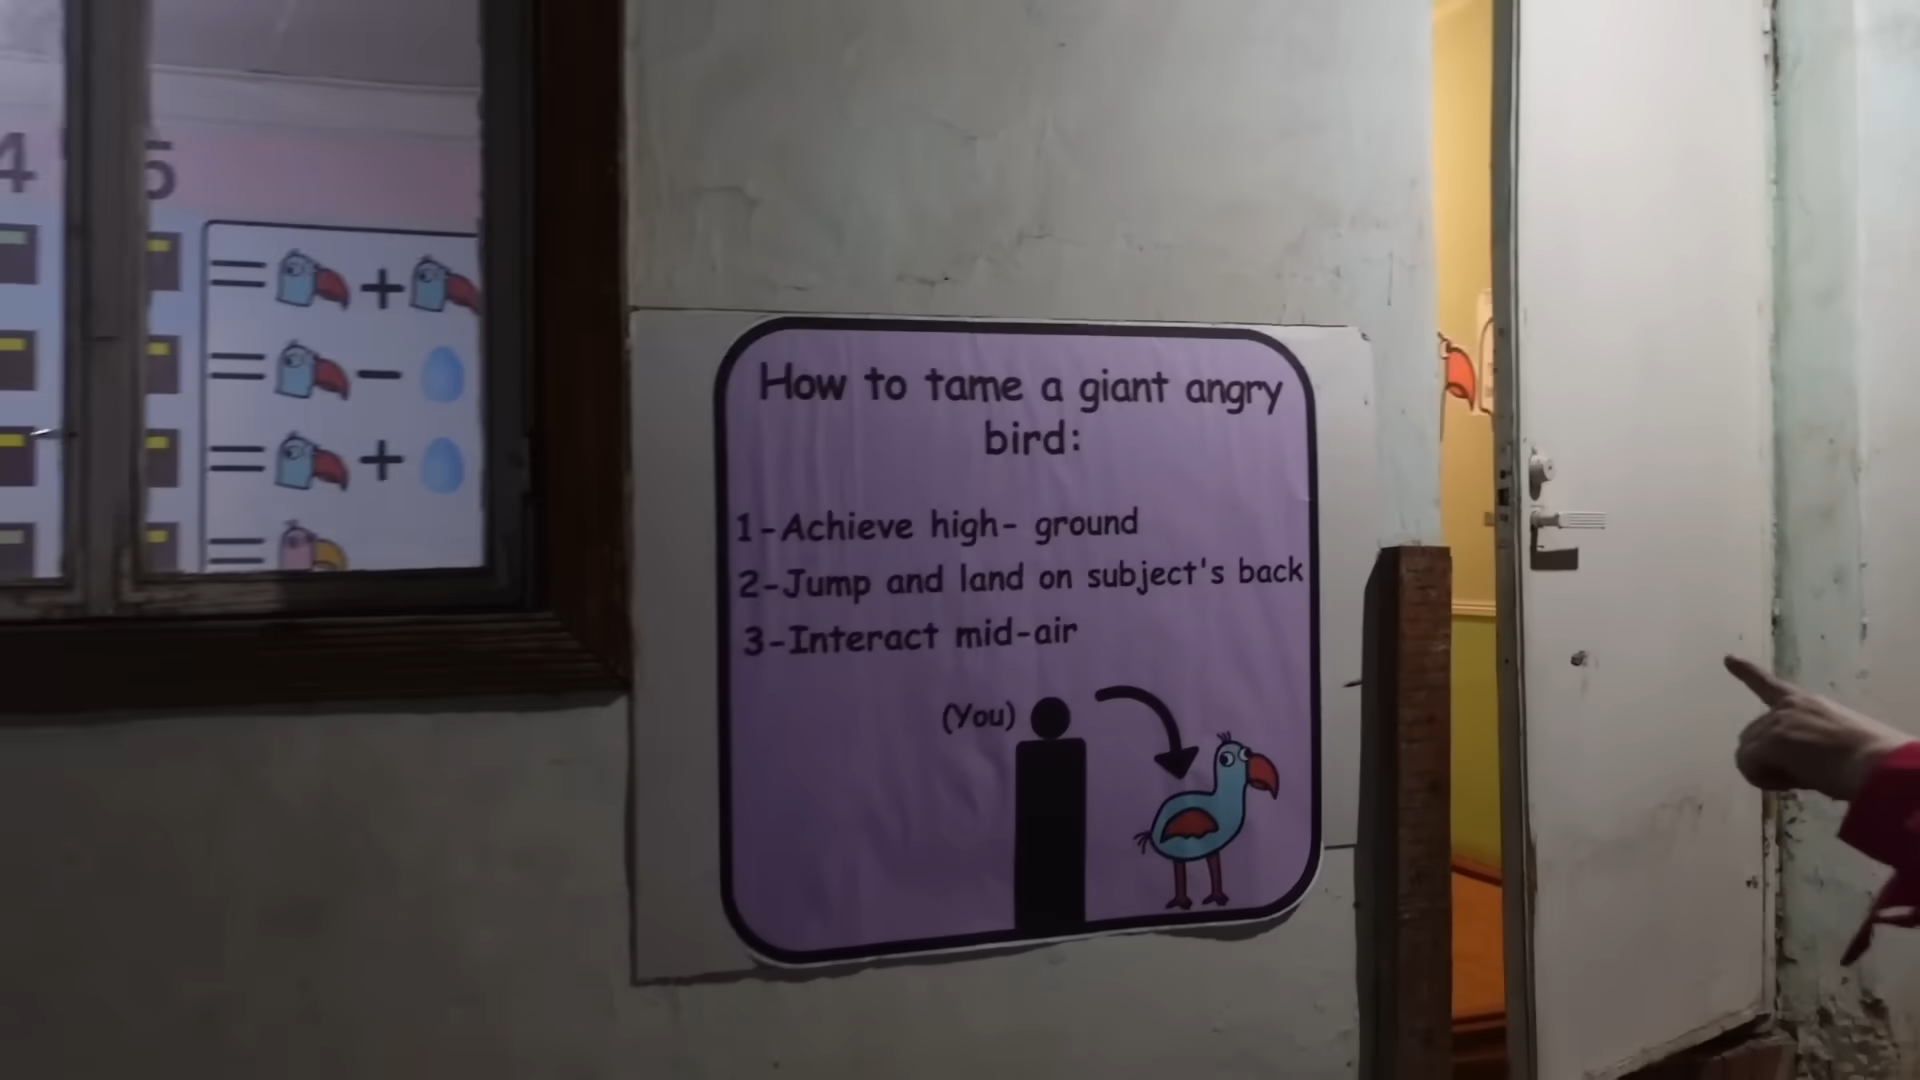 4 5
= +
= -
= +
=
How to tame a giant angry
bird:
1-Achieve high- ground
2-Jump and land on subject's back
3-Interact mid-air
(You)